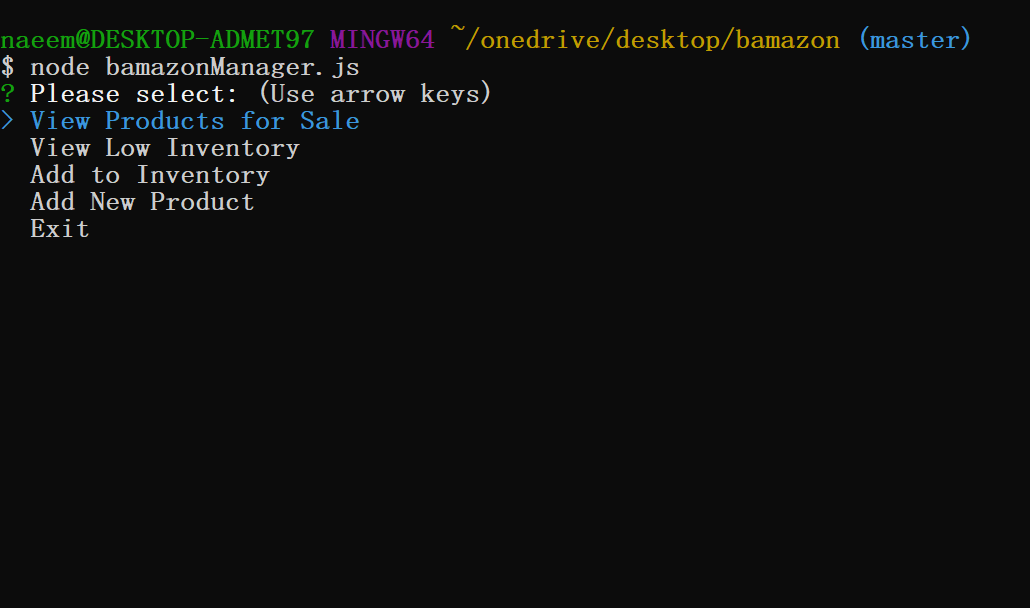 naeem@DESKTOP-ADMET97 MINGW64 ~/onedrive/desktop/bamazon (master)
$ node bamazonManager.js
? Please select: (Use arrow keys)
> View Products for Sale
View Low Inventory
Add to Inventory
Add New Product
Exit